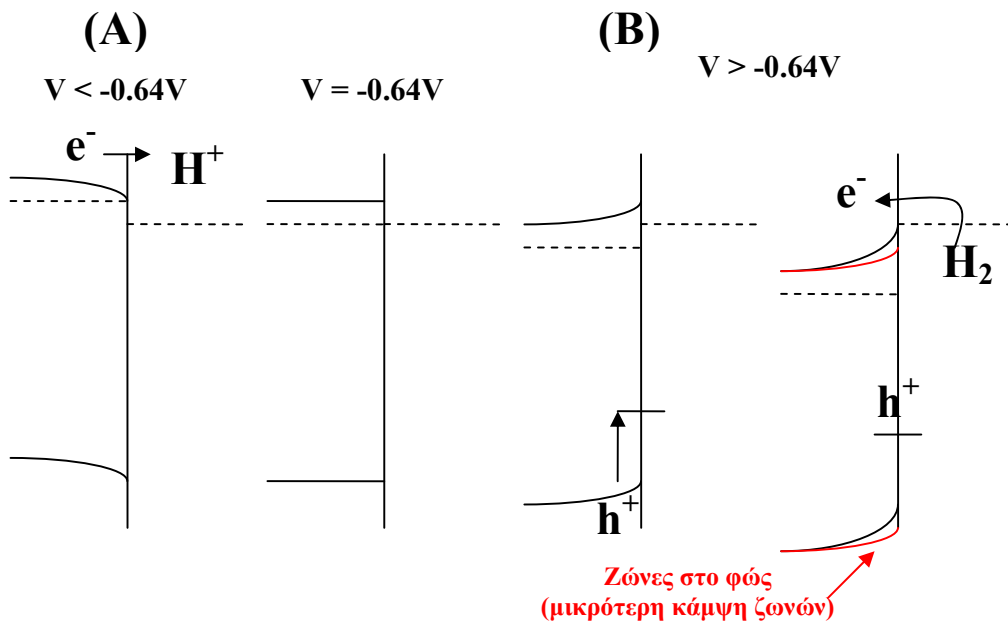 (A)
(B)
V < -0.64V
V = -0.64V
V > -0.64V
e⁻
H⁺
e⁻
H₂
h⁺
h⁺
Ζώνες στο φώς
(μικρότερη κάμψη ζωνών)